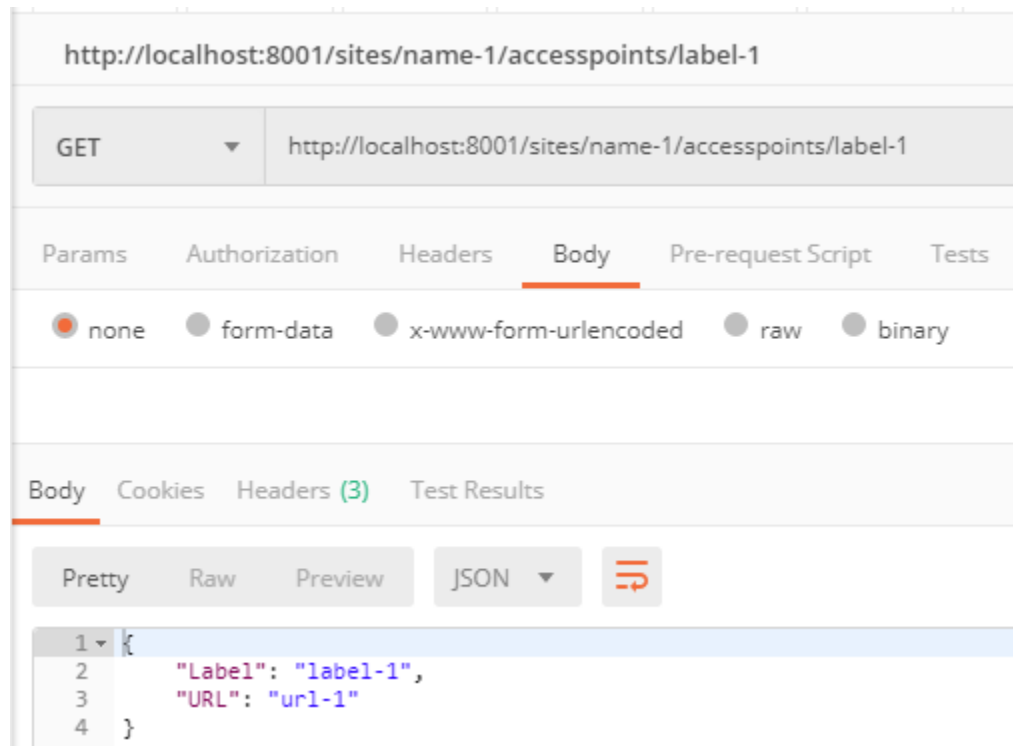 http://localhost:8001/sites/name-1/accesspoints/label-1
GET http://localhost:8001/sites/name-1/accesspoints/label-1
Params Authorization Headers Body Pre-request Script Tests
none form-data x-www-form-urlencoded raw binary
Body Cookies Headers (3) Test Results
Pretty Raw Preview JSON
1 {
2 "Label": "label-1",
3 "URL": "url-1"
4 }